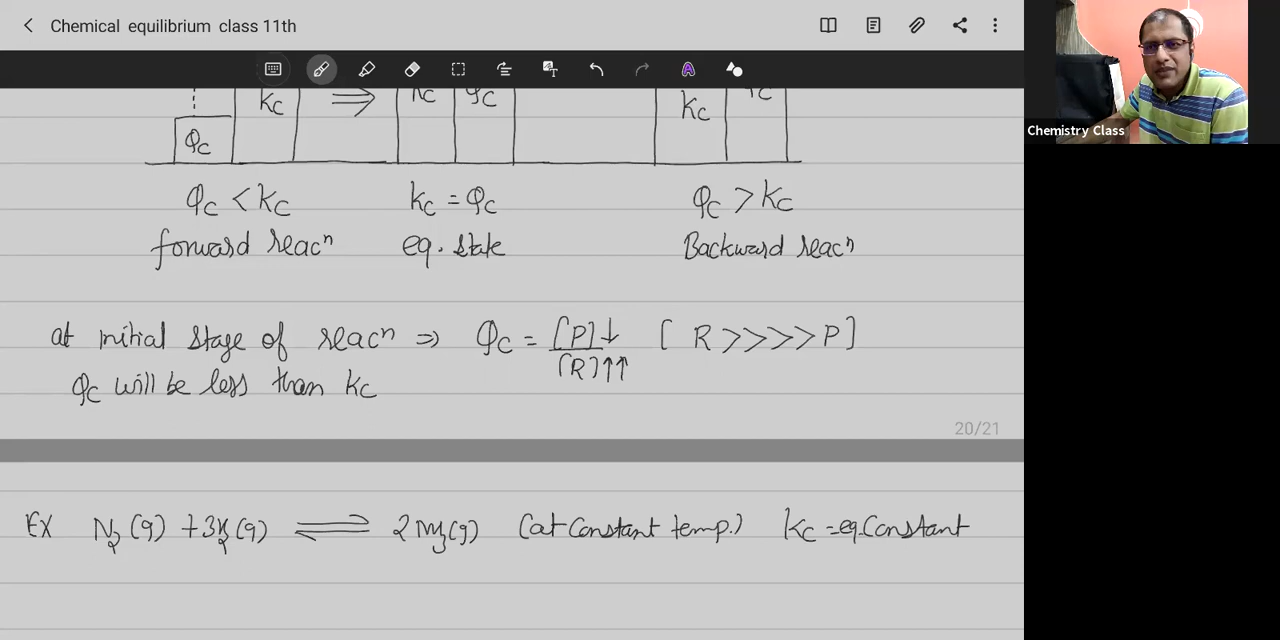 Chemical equilibrium class 11th
Chemistry Class
KC ⇒ KC QC KC QC
QC
QC < KC KC = QC QC > KC
forward reacⁿ eq. state Backward reacⁿ
at initial stage of reacⁿ ⇒ QC = [P]↓ / [R]↑↑ [ R >>>> P ]
QC will be less than KC
20/21
EX N2(g) + 3H2(g) ⇌ 2NH3(g) (at Constant temp.) KC = eq. Constant